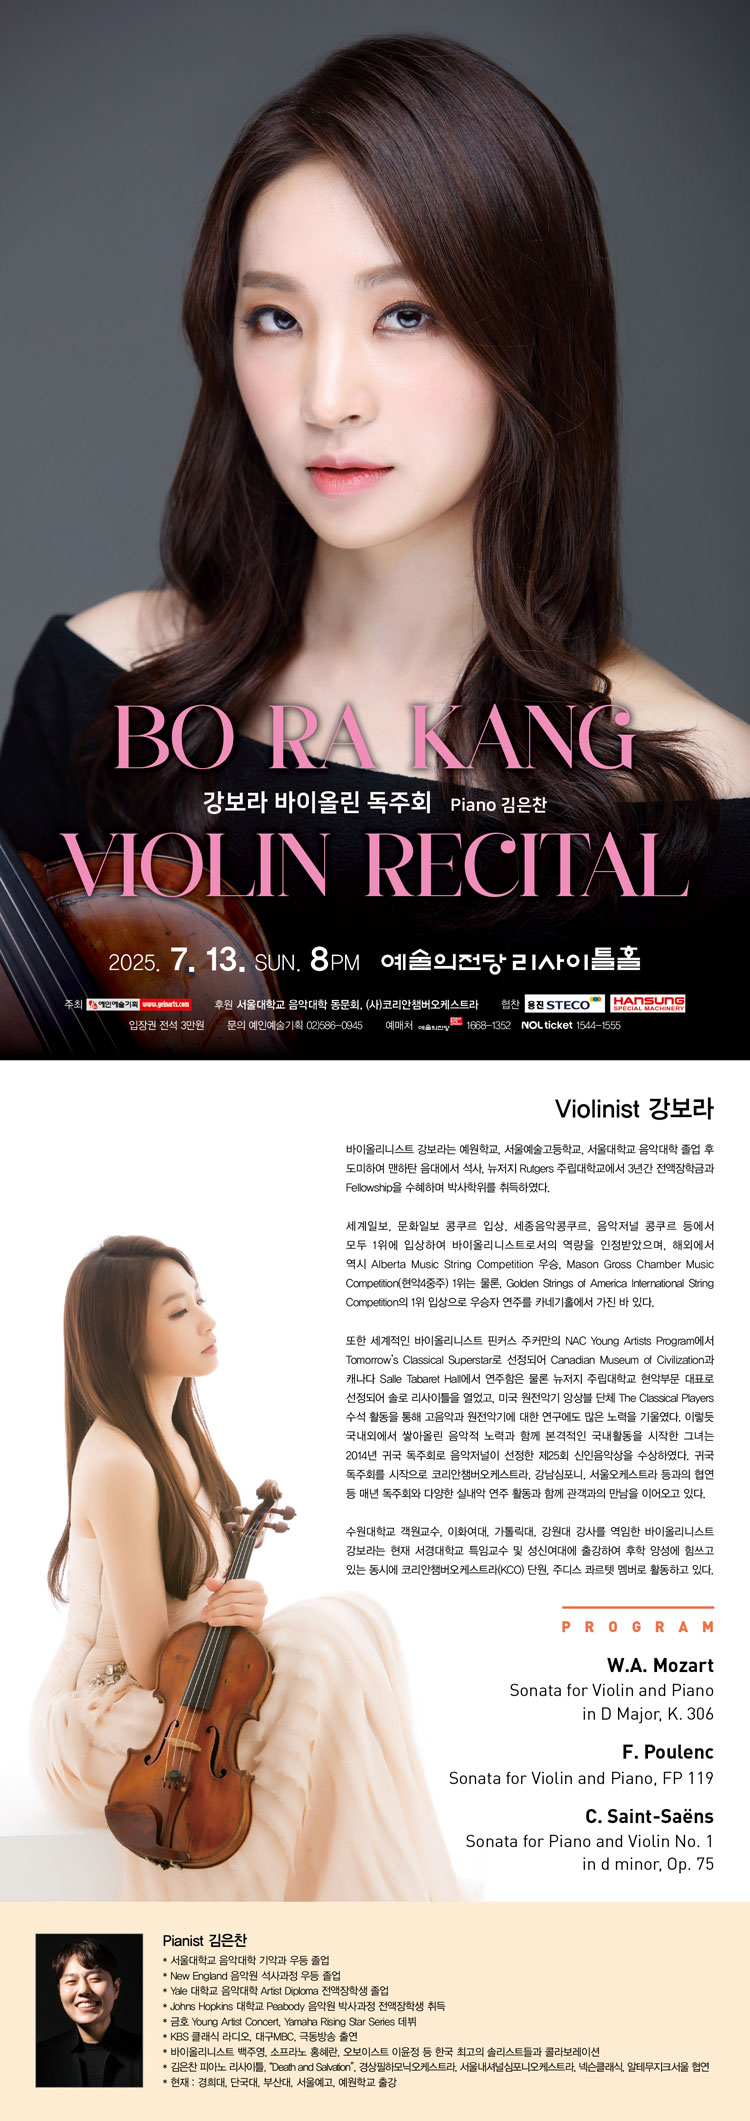 BO RA KANG
강보라 바이올린 독주회 Piano 김은찬
VIOLIN RECITAL
2025. 7. 13. SUN. 8PM 예술의전당 리사이틀홀
주최 예인예술기획 www.yeinarts.com 후원 서울대학교 음악대학 동문회, (사)코리안챔버오케스트라 협찬 용진 STECO HANSUNG SPECIAL MACHINERY
입장권 전석 3만원 문의 예인예술기획 02)586-0945 예매처 예술의전당 1668-1352 NOL ticket 1544-1555
Violinist 강보라
바이올리니스트 강보라는 예원학교, 서울예술고등학교, 서울대학교 음악대학 졸업 후
도미하여 맨하탄 음대에서 석사, 뉴저지 Rutgers 주립대학교에서 3년간 전액장학금과
Fellowship을 수혜하며 박사학위를 취득하였다.
세계일보, 문화일보 콩쿠르 입상, 세종음악콩쿠르, 음악저널 콩쿠르 등에서
모두 1위에 입상하여 바이올리니스트로서의 역량을 인정받았으며, 해외에서
역시 Alberta Music String Competition 우승, Mason Gross Chamber Music
Competition(현악4중주) 1위는 물론, Golden Strings of America International String
Competition의 1위 입상으로 우승자 연주를 카네기홀에서 가진 바 있다.
또한 세계적인 바이올리니스트 핀커스 주커만의 NAC Young Artists Program에서
Tomorrow's Classical Superstar로 선정되어 Canadian Museum of Civilization과
캐나다 Salle Tabaret Hall에서 연주함은 물론 뉴저지 주립대학교 현악부문 대표로
선정되어 솔로 리사이틀을 열었고, 미국 원전악기 앙상블 단체 The Classical Players
수석 활동을 통해 고음악과 원전악기에 대한 연구에도 많은 노력을 기울였다. 이렇듯
국내외에서 쌓아올린 음악적 노력과 함께 본격적인 국내활동을 시작한 그녀는
2014년 귀국 독주회로 음악저널이 선정한 제25회 신인음악상을 수상하였다. 귀국
독주회를 시작으로 코리안챔버오케스트라, 강남심포니, 서울오케스트라 등과의 협연
등 매년 독주회와 다양한 실내악 연주 활동과 함께 관객과의 만남을 이어오고 있다.
수원대학교 객원교수, 이화여대, 가톨릭대, 강원대 강사를 역임한 바이올리니스트
강보라는 현재 서경대학교 특임교수 및 성신여대에 출강하여 후학 양성에 힘쓰고
있는 동시에 코리안챔버오케스트라(KCO) 단원, 주디스 콰르텟 멤버로 활동하고 있다.
PROGRAM
W.A. Mozart
Sonata for Violin and Piano
in D Major, K. 306
F. Poulenc
Sonata for Violin and Piano, FP 119
C. Saint-Saëns
Sonata for Piano and Violin No. 1
in d minor, Op. 75
Pianist 김은찬
* 서울대학교 음악대학 기악과 우등 졸업
* New England 음악원 석사과정 우등 졸업
* Yale 대학교 음악대학 Artist Diploma 전액장학생 졸업
* Johns Hopkins 대학교 Peabody 음악원 박사과정 전액장학생 취득
* 금호 Young Artist Concert, Yamaha Rising Star Series 데뷔
* KBS 클래식 라디오, 대구MBC, 극동방송 출연
* 바이올리니스트 백주영, 소프라노 홍혜란, 오보이스트 이윤정 등 한국 최고의 솔리스트들과 콜라보레이션
* 김은찬 피아노 리사이틀, "Death and Salvation", 경상필하모닉오케스트라, 서울내셔널심포니오케스트라, 넥슨클래식, 알테무지크서울 협연
* 현재 : 경희대, 단국대, 부산대, 서울예고, 예원학교 출강